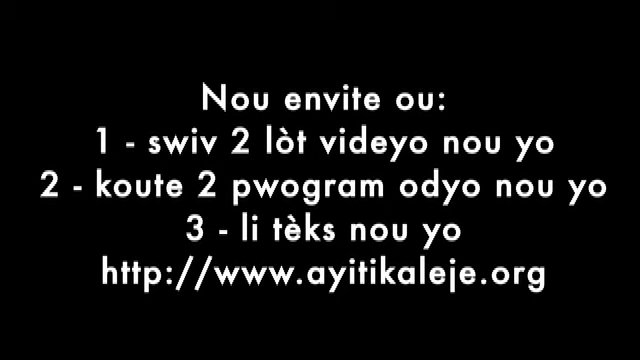 Nou envite ou:
1 - swiv 2 lòt videyo nou yo
2 - koute 2 pwogram odyo nou yo
3 - li tèks nou yo
http://www.ayitikaleje.org